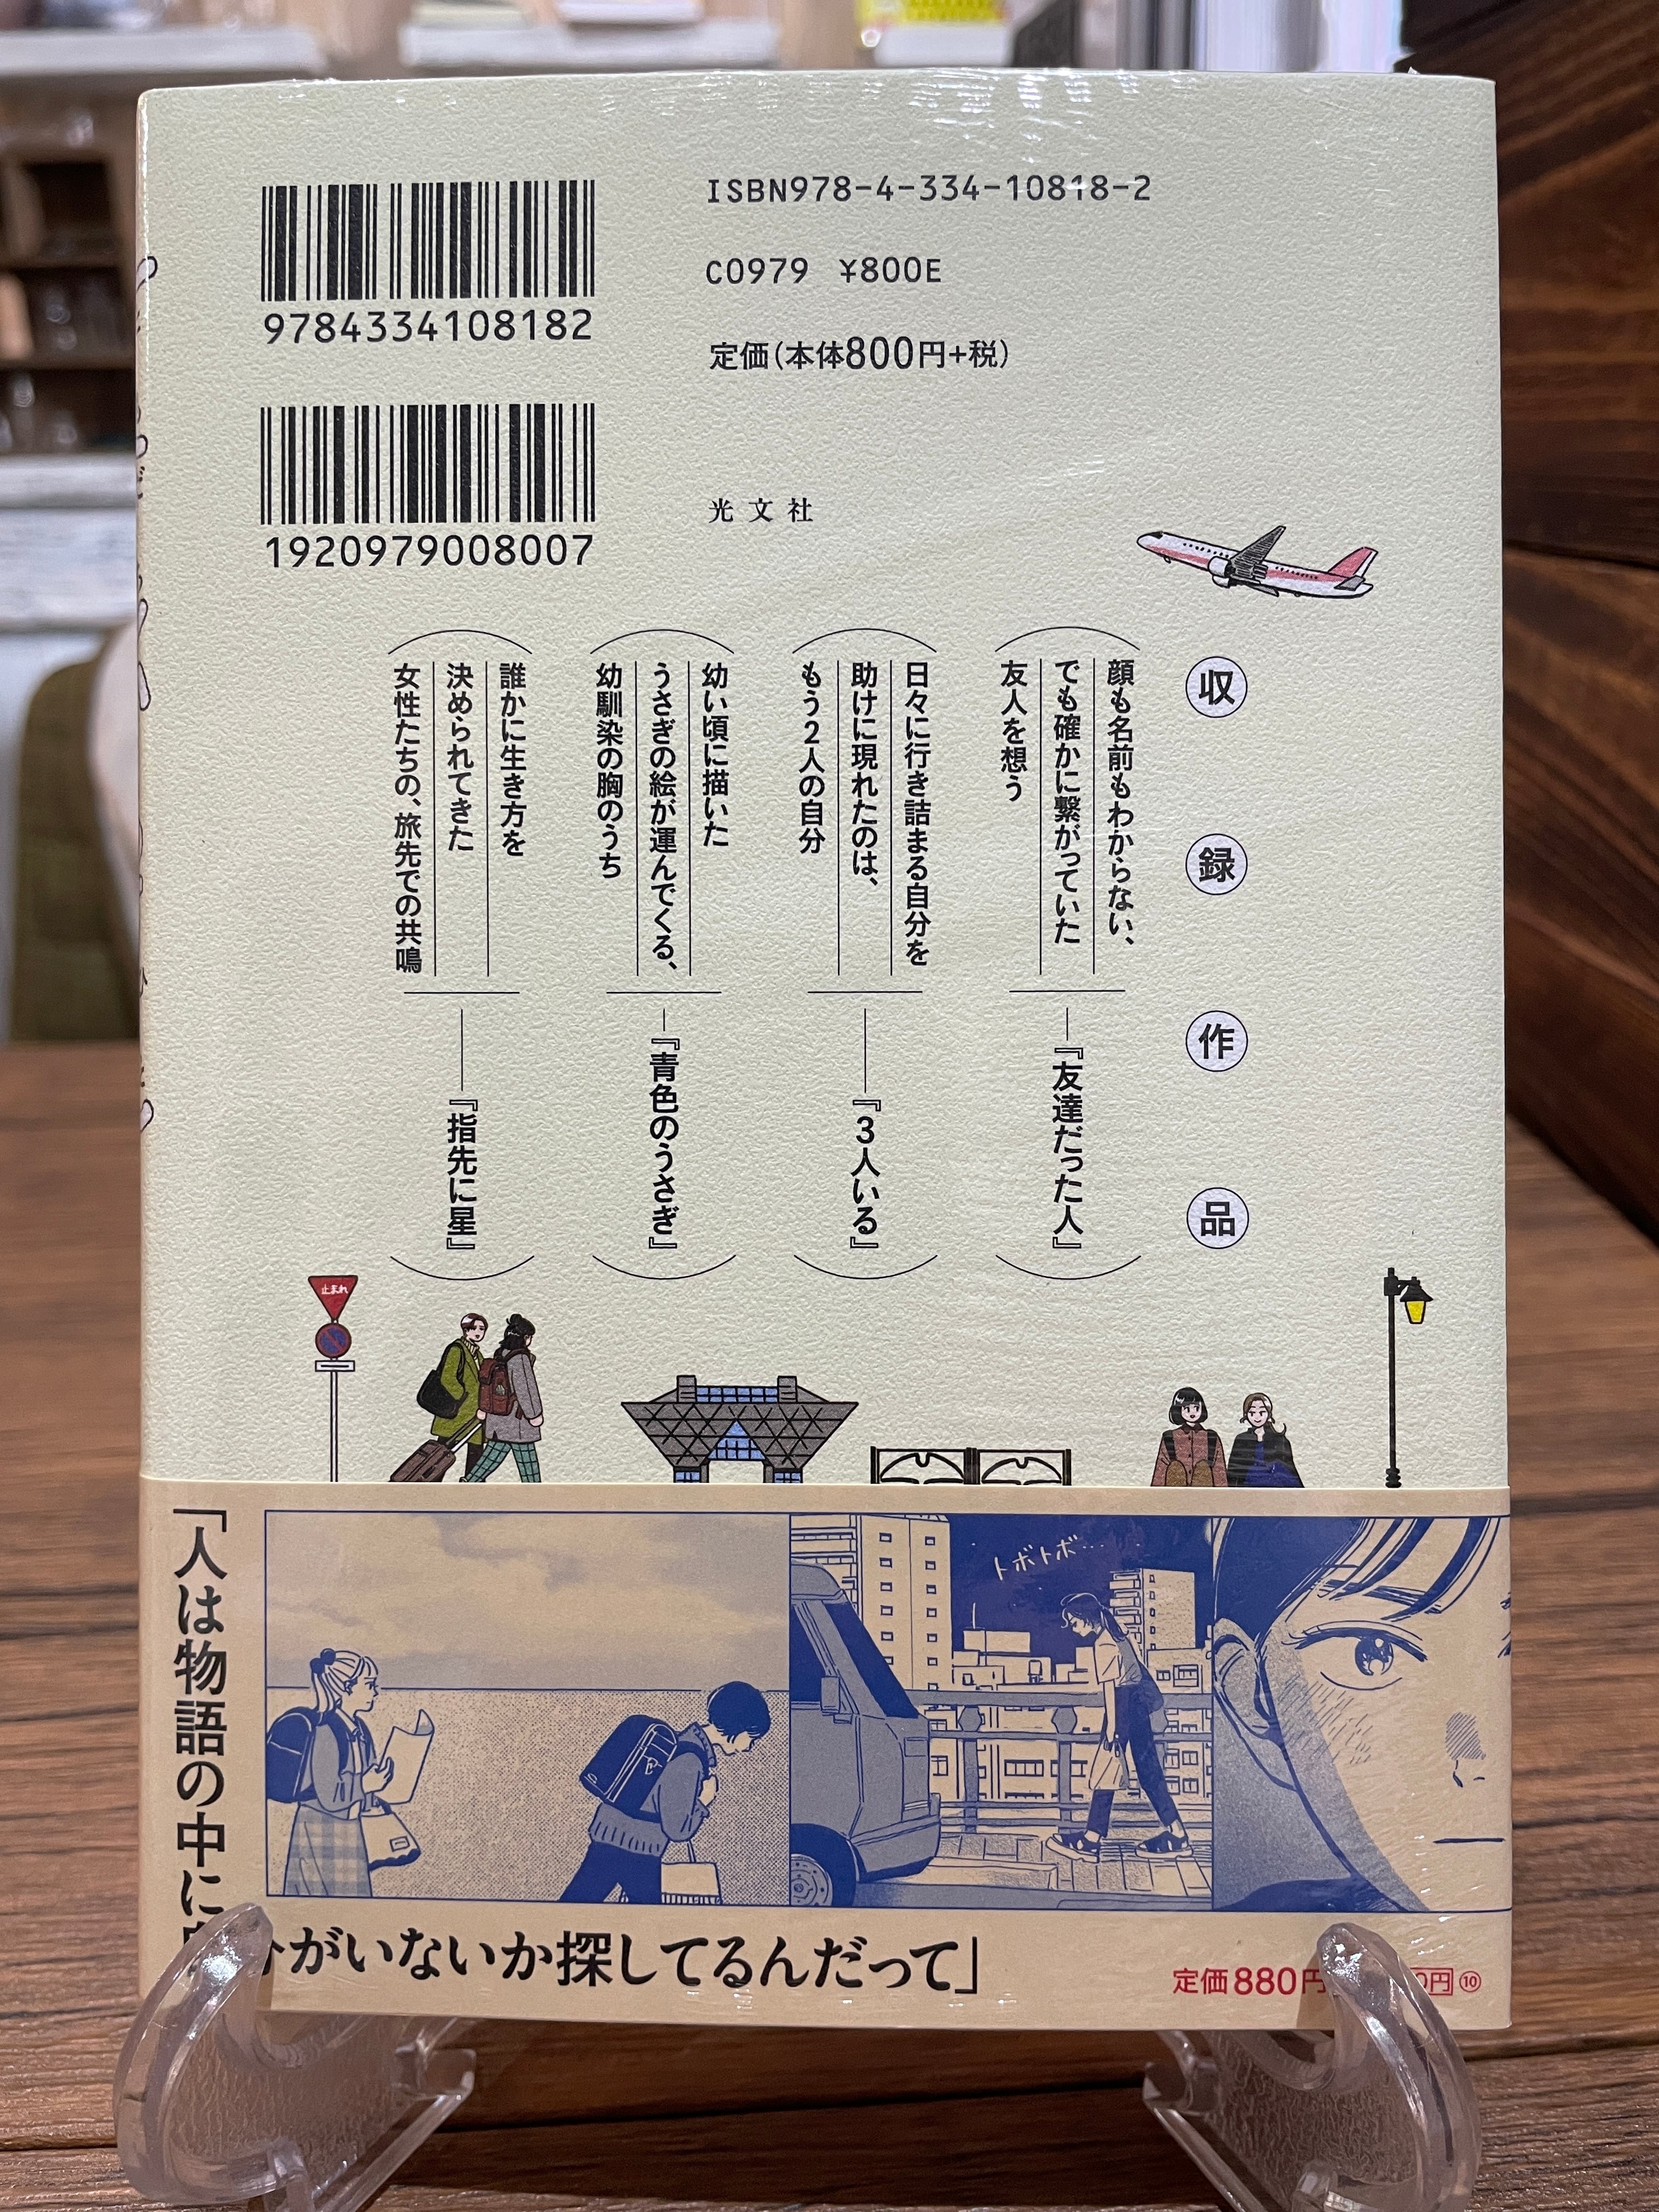 ISBN978-4-334-10818-2
C0979 ¥800E
定価(本体800円+税)
光文社
9784334108182
1920979008007
収録作品
顔も名前もわからない、
でも確かに繋がっていた
友人を想う
『友達だった人』
日々に行き詰まる自分を
助けに現れたのは、
もう2人の自分
『3人いる』
幼い頃に描いた
うさぎの絵が運んでくる、
幼馴染の胸のうち
『青色のうさぎ』
誰かに生き方を
決められてきた
女性たちの、旅先での共鳴
『指先に星』
止まれ
トボトボ…
「人は物語の中に
がいないか探してるんだって」
定価880円
円⑩